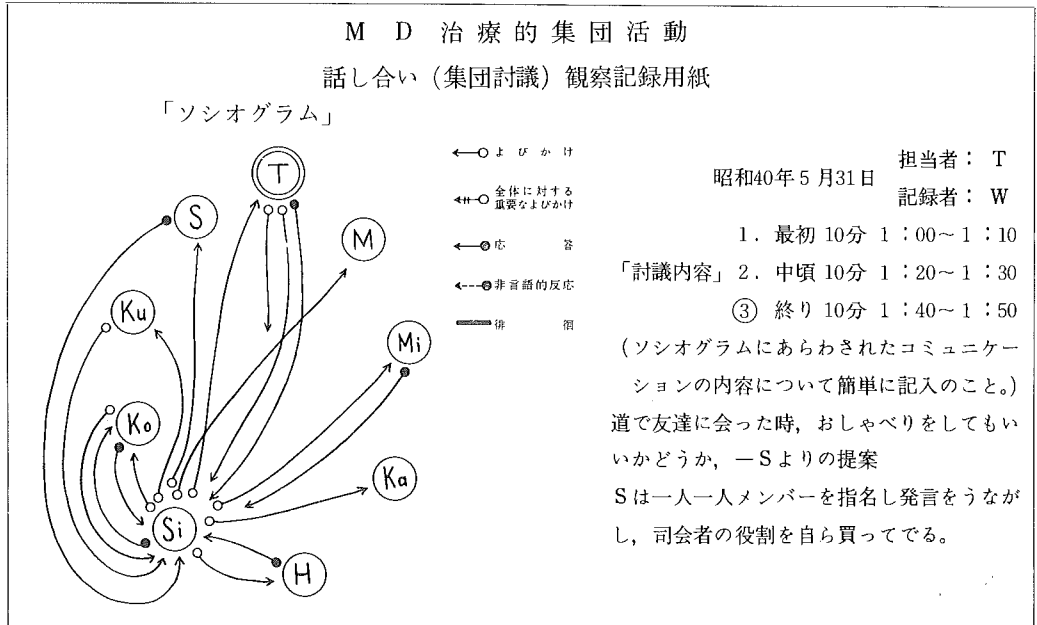 M D 治療的集団活動
話し合い（集団討議）観察記録用紙
「ソシオグラム」
T
S
M
Ku
Mi
Ko
Ka
Si
H
よびかけ
全体に対する
重要なよびかけ
応答
非言語的反応
徘徊
担当者： T
昭和40年5月31日
記録者： W
1．最初 10分 1：00～1：10
「討議内容」 2．中頃 10分 1：20～1：30
③ 終り 10分 1：40～1：50
（ソシオグラムにあらわされたコミュニケー
ションの内容について簡単に記入のこと。）
道で友達に会った時，おしゃべりをしてもい
いかどうか，―Sよりの提案
Sは一人一人メンバーを指名し発言をうなが
し，司会者の役割を自ら買ってでる。